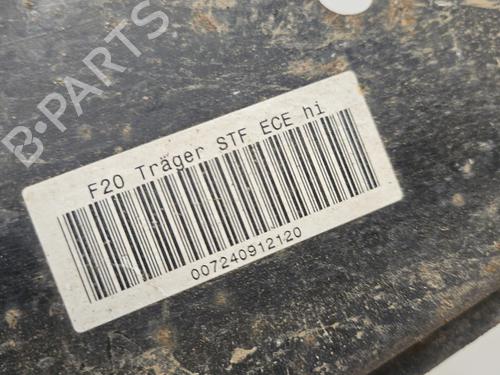 B·PARTS
F20 Träger STF ECE hi
007240912120